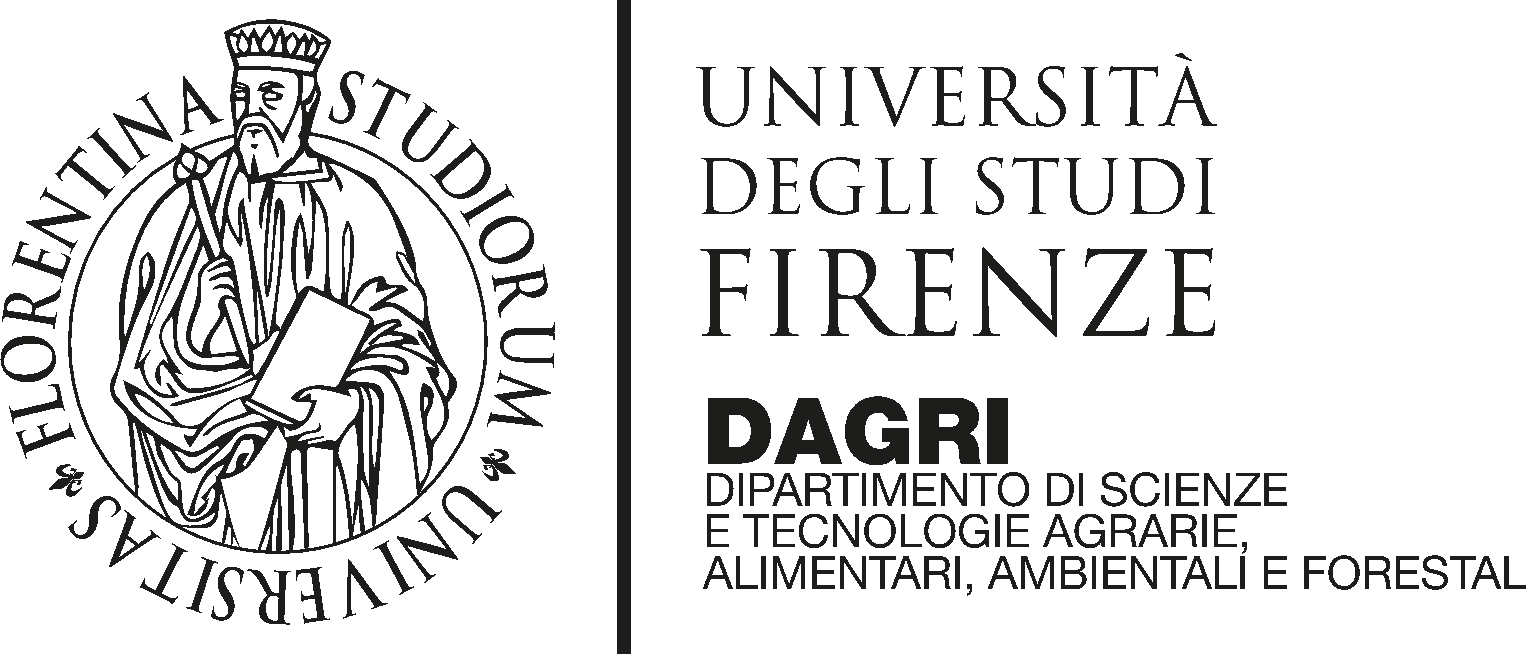 FLORENTINA STUDIORUM UNIVERSITAS
UNIVERSITÀ
DEGLI STUDI
FIRENZE
DAGRI
DIPARTIMENTO DI SCIENZE
E TECNOLOGIE AGRARIE,
ALIMENTARI, AMBIENTALI E FORESTAL